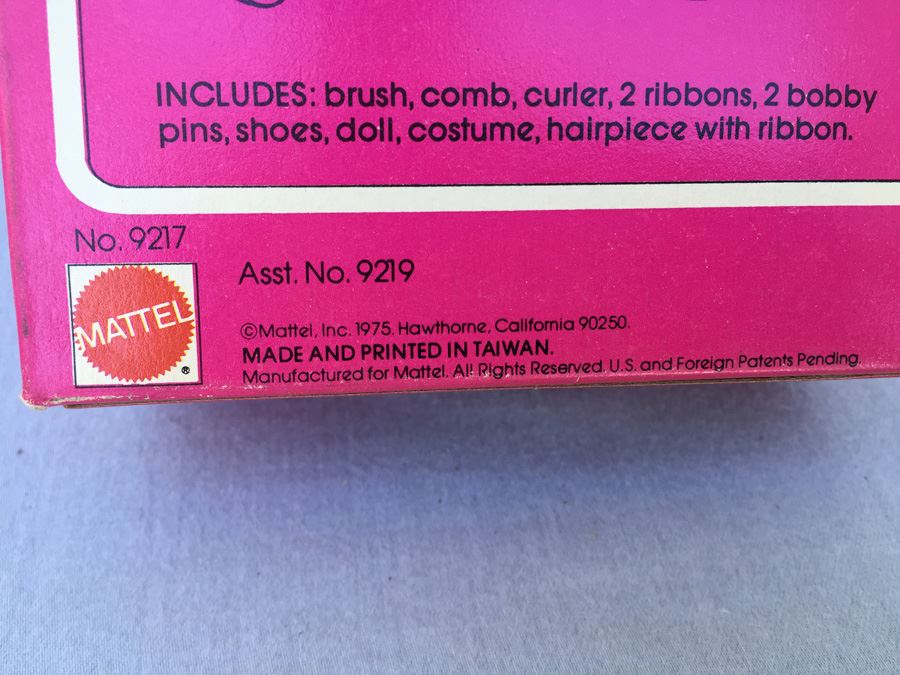 INCLUDES: brush, comb, curler, 2 ribbons, 2 bobby
pins, shoes, doll, costume, hairpiece with ribbon.
No. 9217
Asst. No. 9219
MATTEL
®
©Mattel, Inc. 1975. Hawthorne, California 90250.
MADE AND PRINTED IN TAIWAN.
Manufactured for Mattel. All Rights Reserved. U.S. and Foreign Patents Pending.